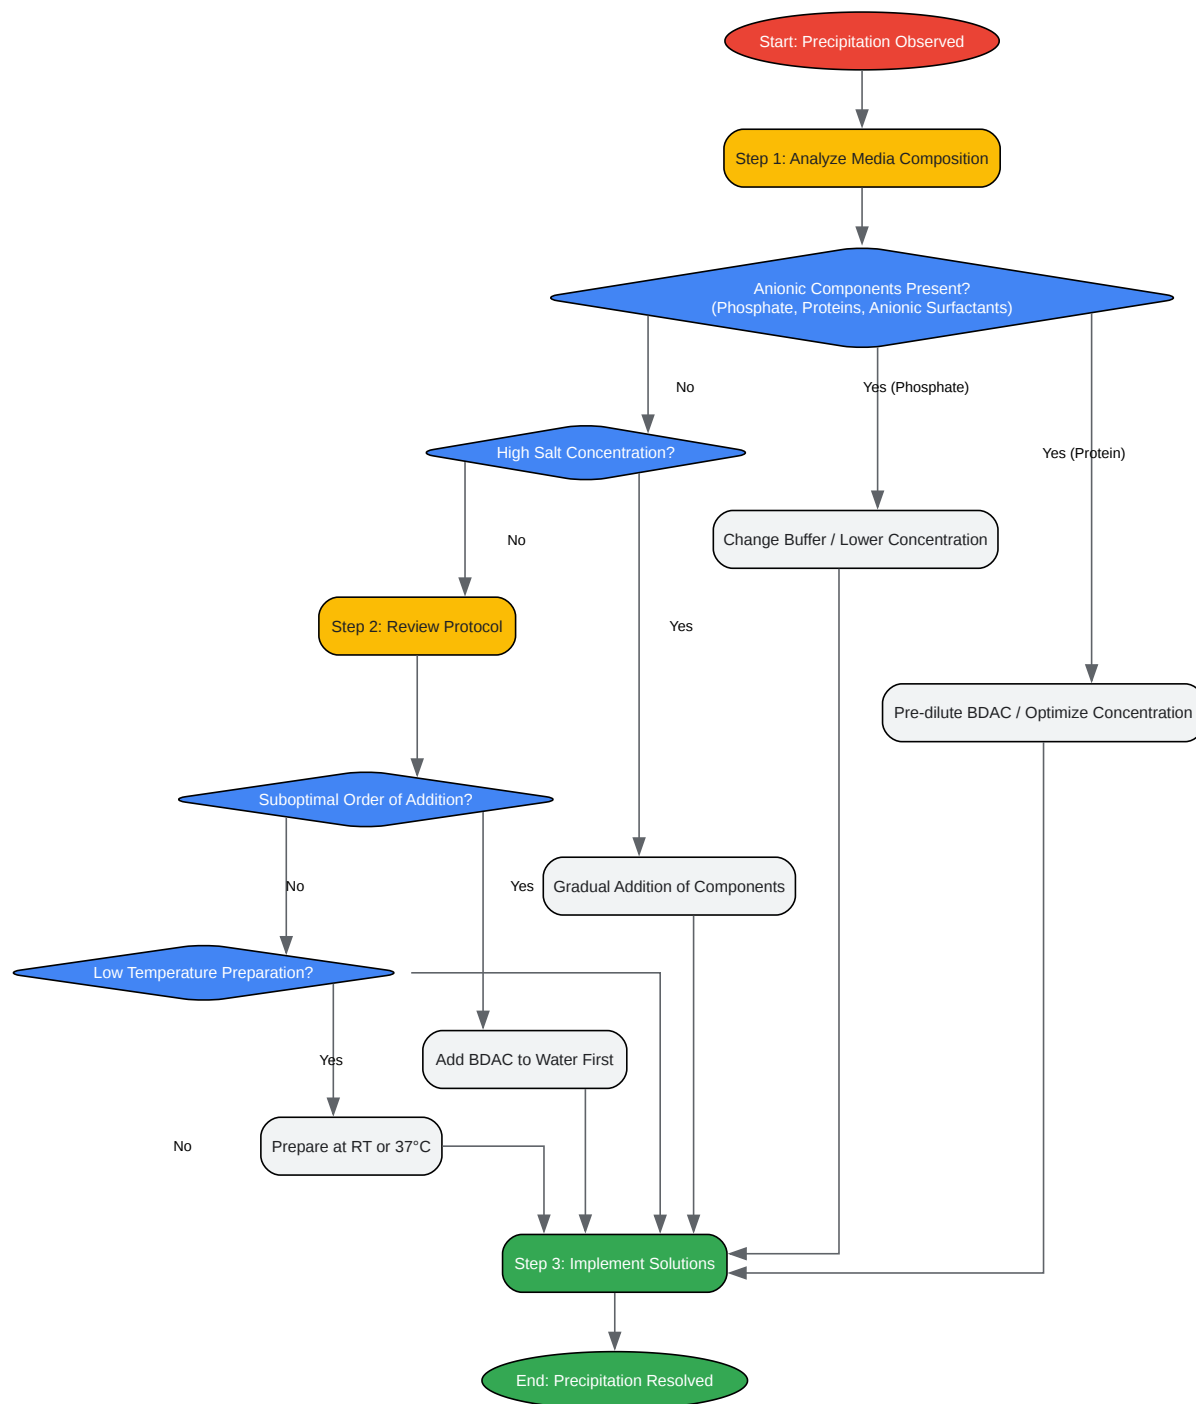 Start: Precipitation Observed
Step 1: Analyze Media Composition
Anionic Components Present?
(Phosphate, Proteins, Anionic Surfactants)
No
Yes (Phosphate)
High Salt Concentration?
Yes (Protein)
No
Change Buffer / Lower Concentration
Step 2: Review Protocol
Yes
Pre-dilute BDAC / Optimize Concentration
Suboptimal Order of Addition?
No
Yes
Gradual Addition of Components
Low Temperature Preparation?
Yes
Add BDAC to Water First
No
Prepare at RT or 37°C
Step 3: Implement Solutions
End: Precipitation Resolved